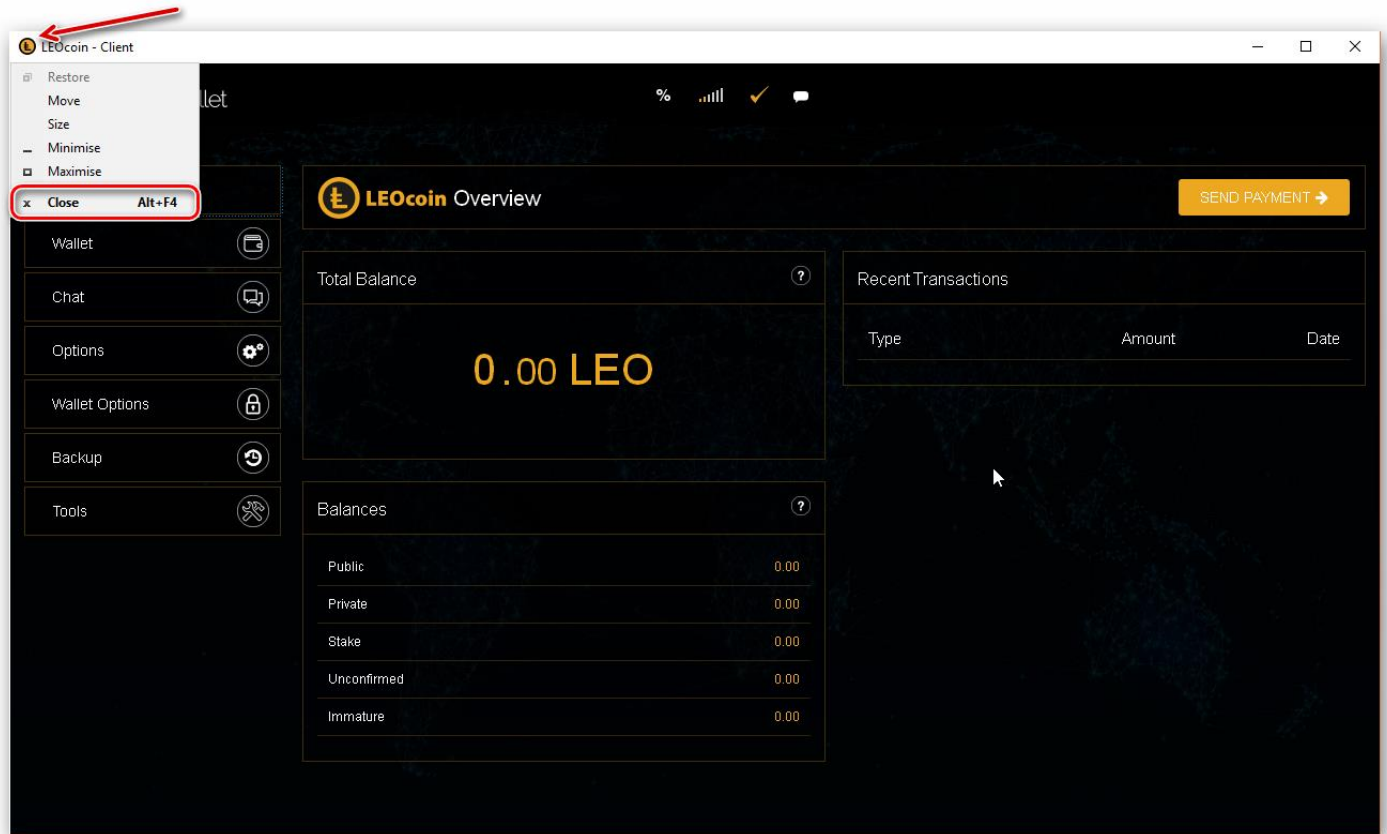 LEOcoin - Client
Restore
Move
Size
Minimise
Maximise
x Close Alt+F4
llet
%
Wallet
Chat
Options
Wallet Options
Backup
Tools
LEOcoin Overview
SEND PAYMENT
Total Balance ?
0.00 LEO
Balances ?
Public 0.00
Private 0.00
Stake 0.00
Unconfirmed 0.00
Immature 0.00
Recent Transactions
Type Amount Date